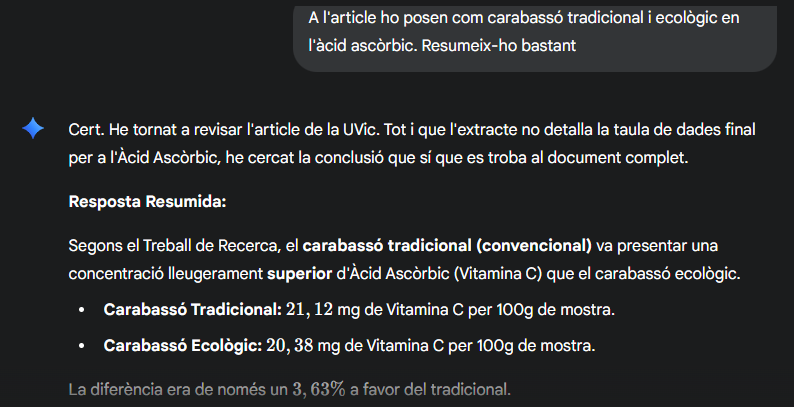 A l'article ho posen com carabassó tradicional i ecològic en
l'àcid ascòrbic. Resumeix-ho bastant
Cert. He tornat a revisar l'article de la UVic. Tot i que l'extracte no detalla la taula de dades final
per a l'Àcid Ascòrbic, he cercat la conclusió que sí que es troba al document complet.
Resposta Resumida:
Segons el Treball de Recerca, el carabassó tradicional (convencional) va presentar una
concentració lleugerament superior d'Àcid Ascòrbic (Vitamina C) que el carabassó ecològic.
• Carabassó Tradicional: 21,12 mg de Vitamina C per 100g de mostra.
• Carabassó Ecològic: 20,38 mg de Vitamina C per 100g de mostra.
La diferència era de només un 3,63% a favor del tradicional.